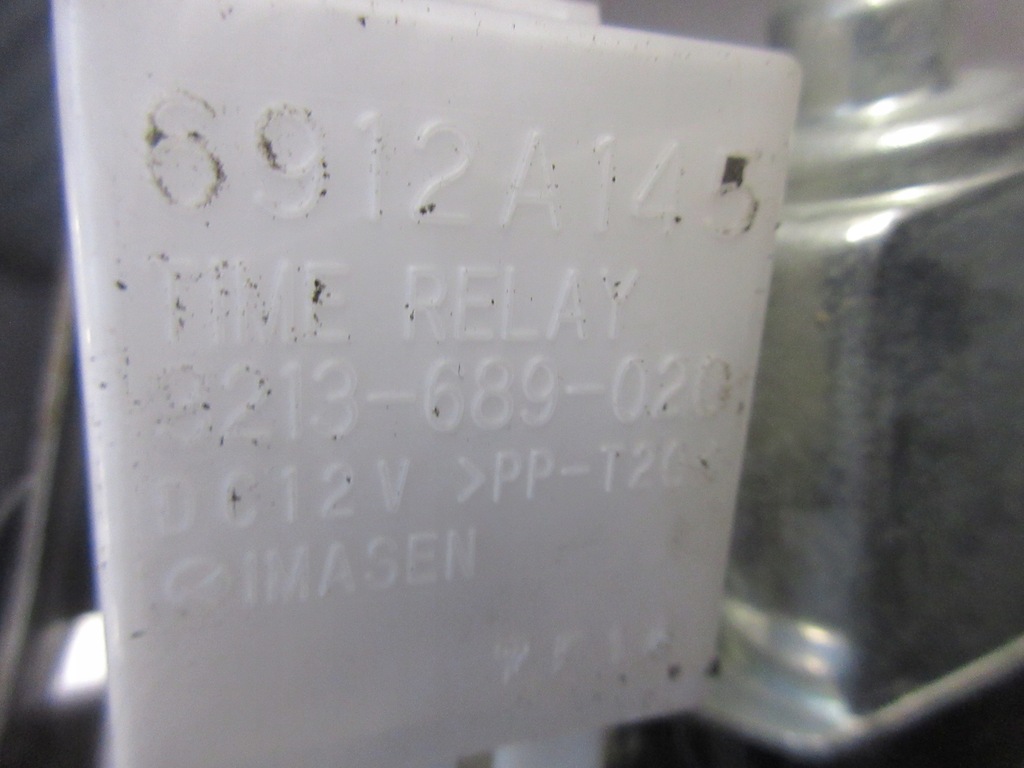 6912A145
TIME RELAY
8213-689-020
DC12V >PP-T20<
IMASEN